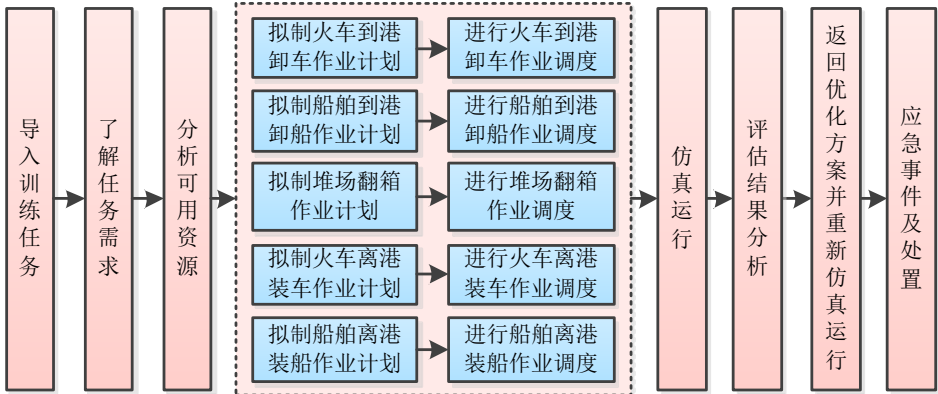 导入训练任务
了解任务需求
分析可用资源
拟制火车到港
卸车作业计划
进行火车到港
卸车作业调度
拟制船舶到港
卸船作业计划
进行船舶到港
卸船作业调度
拟制堆场翻箱
作业计划
进行堆场翻箱
作业调度
拟制火车离港
装车作业计划
进行火车离港
装车作业调度
拟制船舶离港
装船作业计划
进行船舶离港
装船作业调度
仿真运行
评估结果分析
返回优化方案并重新仿真运行
应急事件及处置